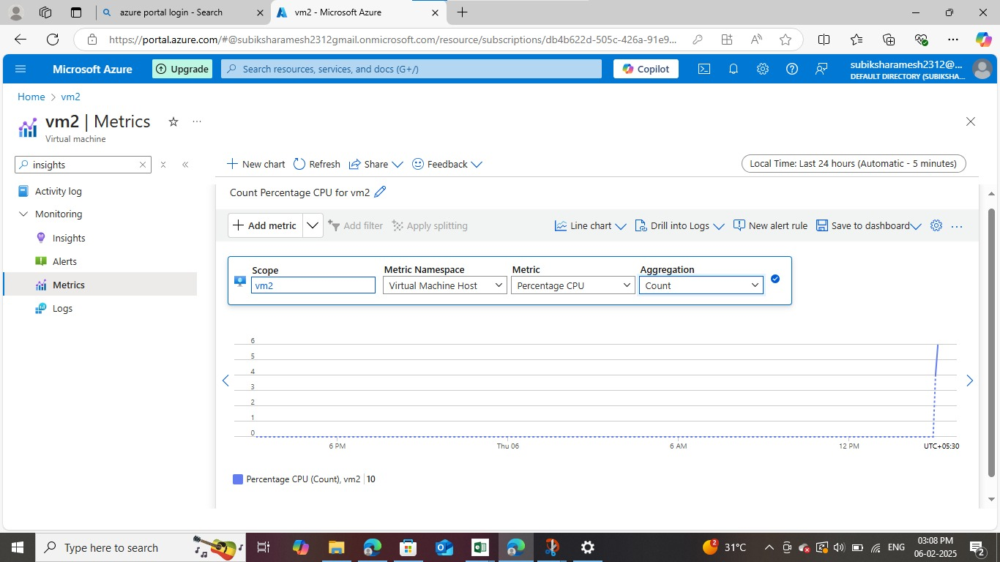 azure portal login - Search
vm2 - Microsoft Azure
https://portal.azure.com/#@subiksharamesh2312gmail.onmicrosoft.com/resource/subscriptions/db4b622d-505c-426a-91e9...
Microsoft Azure
Upgrade
Search resources, services, and docs (G+/)
Copilot
subiksharamesh2312@...
DEFAULT DIRECTORY (SUBIKSHA...
Home > vm2
vm2 | Metrics
Virtual machine
insights
Activity log
Monitoring
Insights
Alerts
Metrics
Logs
New chart
Refresh
Share
Feedback
Local Time: Last 24 hours (Automatic - 5 minutes)
Count Percentage CPU for vm2
Add metric
Add filter
Apply splitting
Line chart
Drill into Logs
New alert rule
Save to dashboard
Scope
Metric Namespace
Metric
Aggregation
vm2
Virtual Machine Host
Percentage CPU
Count
6
5
4
3
2
1
0
6 PM
Thu 06
6 AM
12 PM
UTC+05:30
Percentage CPU (Count), vm2 | 10
Type here to search
2
31°C
ENG
03:08 PM
06-02-2025
2